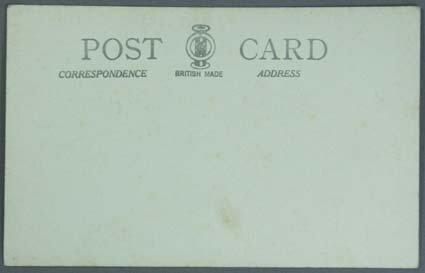 POST CARD
CORRESPONDENCE BRITISH MADE ADDRESS